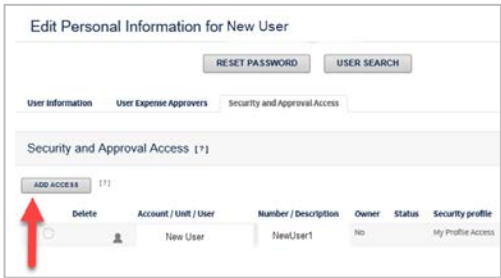 Edit Personal Information for New User
RESET PASSWORD USER SEARCH
User Information User Expense Approvers Security and Approval Access
Security and Approval Access [?]
ADD ACCESS [?]
Delete Account / Unit / User Number / Description Owner Status Security profile
New User NewUser1 No My Profile Access